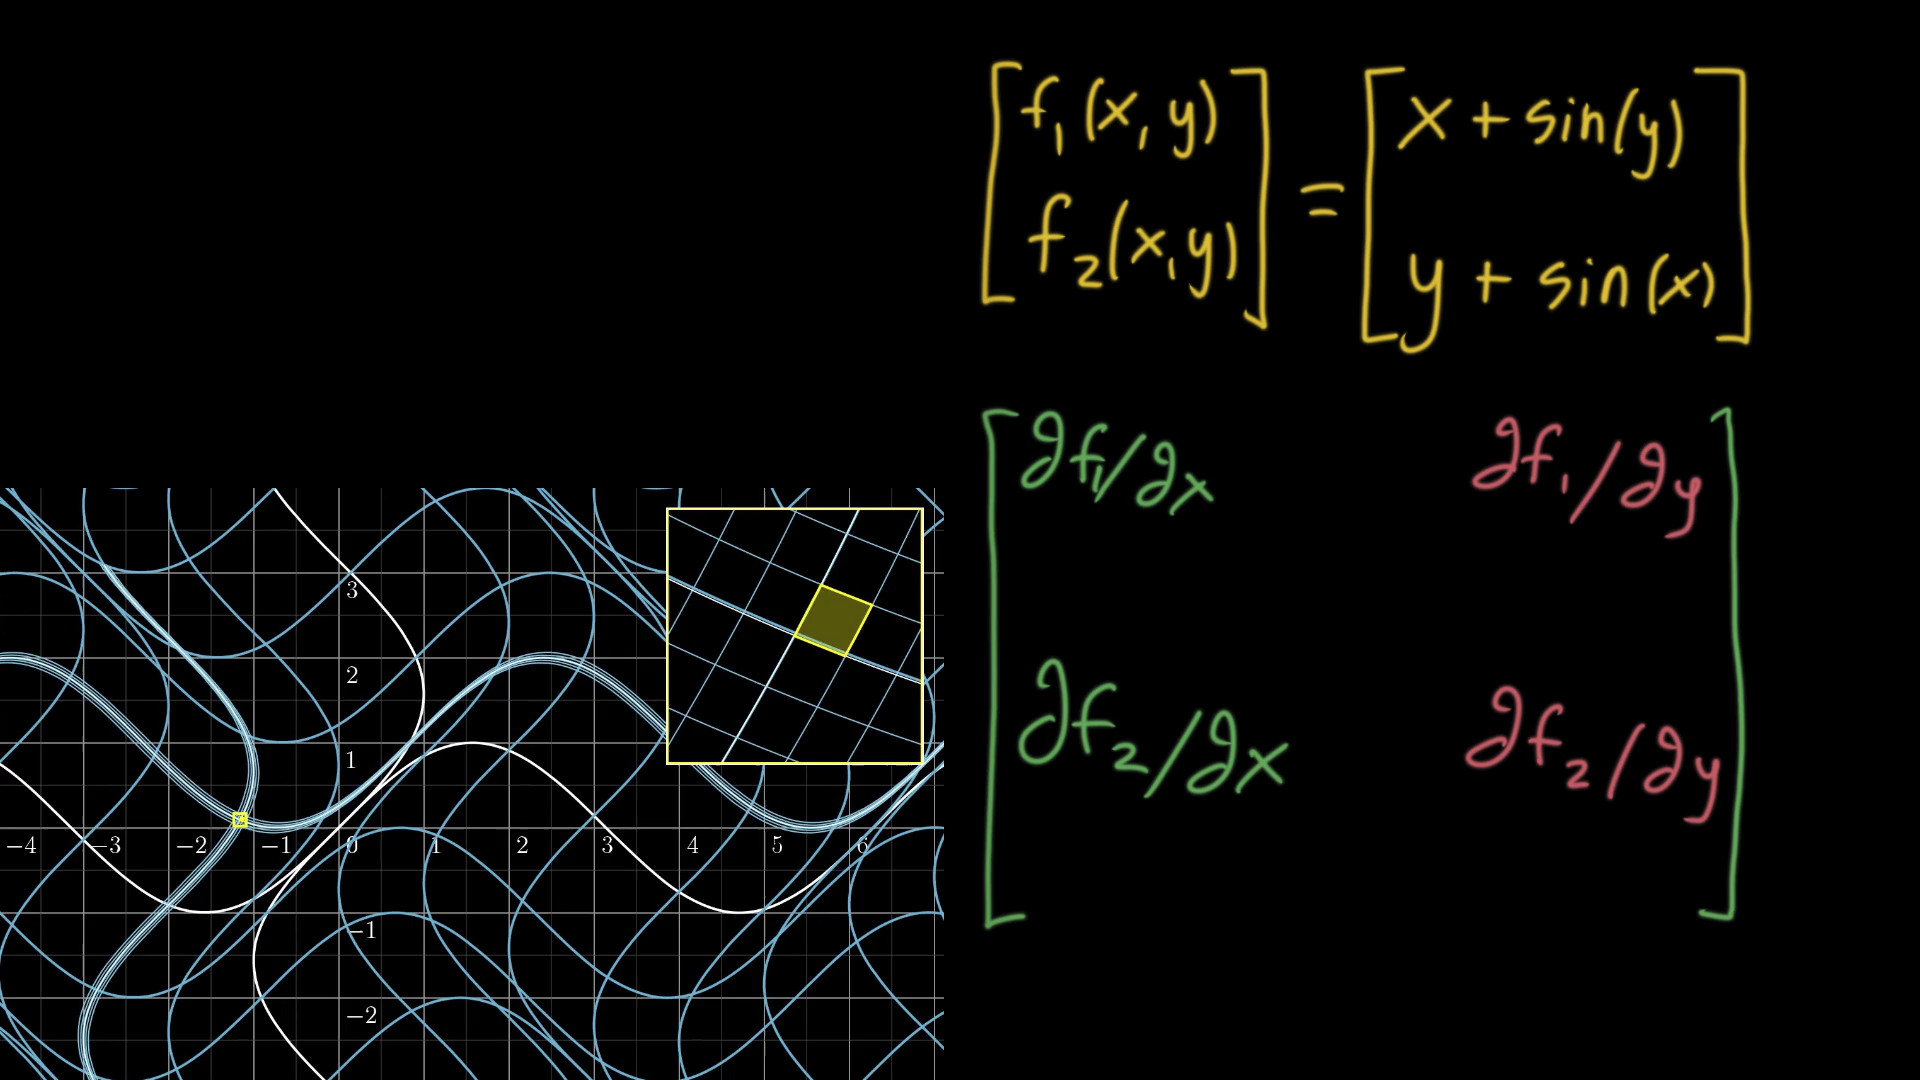 f₁(x, y) = x + sin(y)
f₂(x, y) y + sin(x)
∂f₁/∂x ∂f₁/∂y
∂f₂/∂x ∂f₂/∂y
3
2
1
−4 −3 −2 −1 0 1 2 3 4 5 6
−1
−2